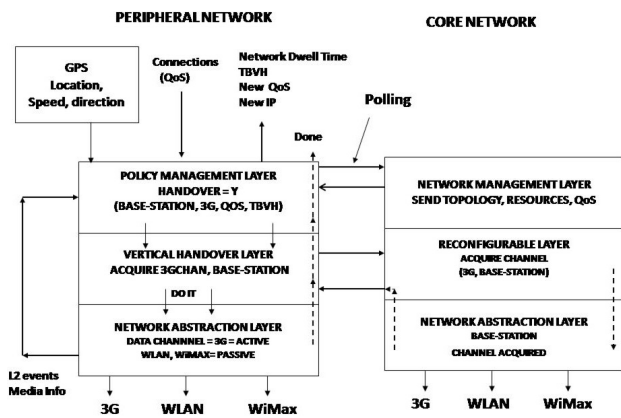 PERIPHERAL NETWORK
CORE NETWORK
GPS
Location,
Speed, direction
Connections
(QoS)
Network Dwell Time
TBVH
New QoS
New IP
Done
Polling
POLICY MANAGEMENT LAYER
HANDOVER = Y
(BASE-STATION, 3G, QOS, TBVH)
VERTICAL HANDOVER LAYER
ACQUIRE 3GCHAN, BASE-STATION
DO IT
NETWORK ABSTRACTION LAYER
DATA CHANNNEL = 3G = ACTIVE
WLAN, WiMAX= PASSIVE
L2 events
Media Info
3G
WLAN
WiMax
NETWORK MANAGEMENT LAYER
SEND TOPOLOGY, RESOURCES, QoS
RECONFIGURABLE LAYER
ACQUIRE CHANNEL
(3G, BASE-STATION)
NETWORK ABSTRACTION LAYER
BASE-STATION
CHANNEL ACQUIRED
3G
WLAN
WiMax